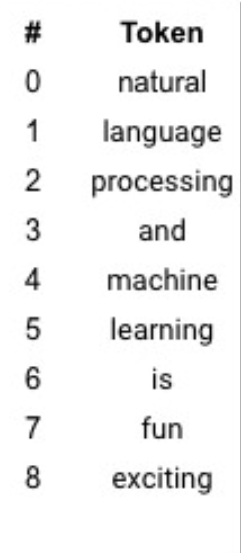 # Token
0 natural
1 language
2 processing
3 and
4 machine
5 learning
6 is
7 fun
8 exciting